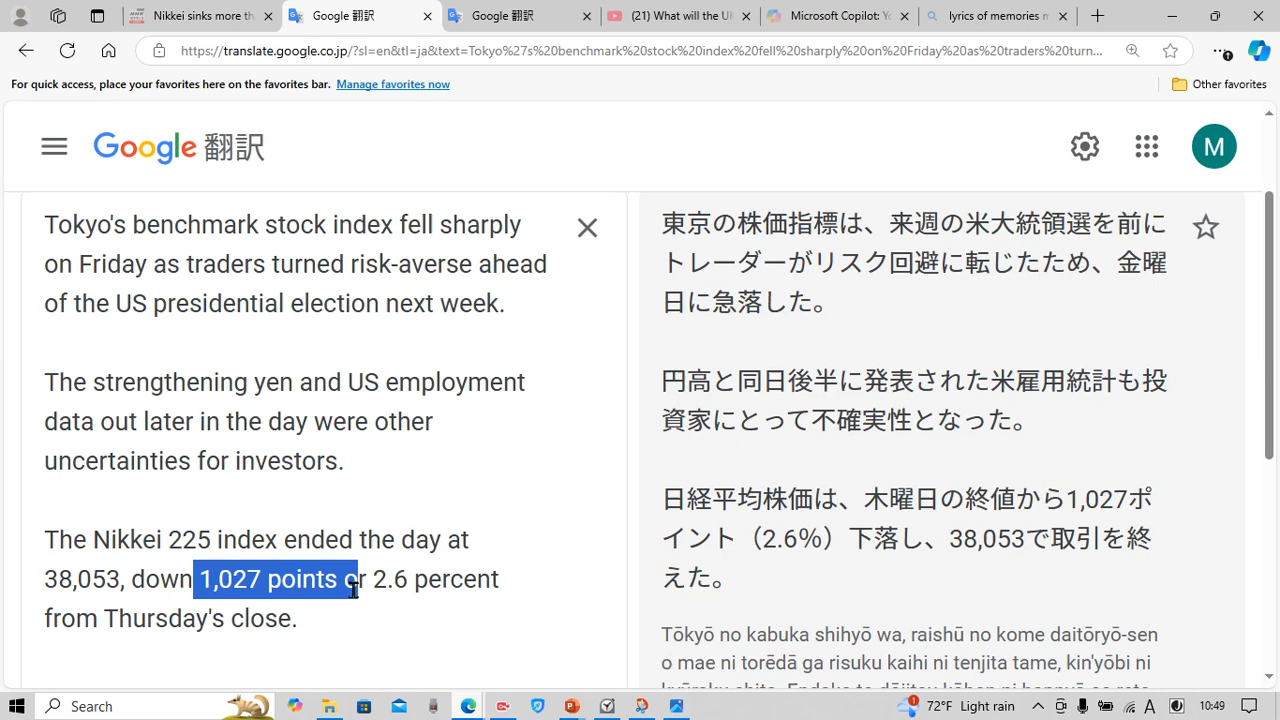 Nikkei sinks more th
Google 翻訳
Google 翻訳
(21) What will the UK
Microsoft Copilot: Yo
lyrics of memories m
https://translate.google.co.jp/?sl=en&tl=ja&text=Tokyo%27s%20benchmark%20stock%20index%20fell%20sharply%20on%20Friday%20as%20traders%20turn...
For quick access, place your favorites here on the favorites bar. Manage favorites now
Other favorites
Google 翻訳
M
Tokyo's benchmark stock index fell sharply
on Friday as traders turned risk-averse ahead
of the US presidential election next week.
The strengthening yen and US employment
data out later in the day were other
uncertainties for investors.
The Nikkei 225 index ended the day at
38,053, down 1,027 points or 2.6 percent
from Thursday's close.
東京の株価指標は、来週の米大統領選を前に
トレーダーがリスク回避に転じたため、金曜
日に急落した。
円高と同日後半に発表された米雇用統計も投
資家にとって不確実性となった。
日経平均株価は、木曜日の終値から1,027ポ
イント（2.6％）下落し、38,053で取引を終
えた。
Tōkyō no kabuka shihyō wa, raishū no kome daitōryō-sen
o mae ni torēdā ga risuku kaihi ni tenjita tame, kin'yōbi ni
Search
72°F Light rain
A
10:49